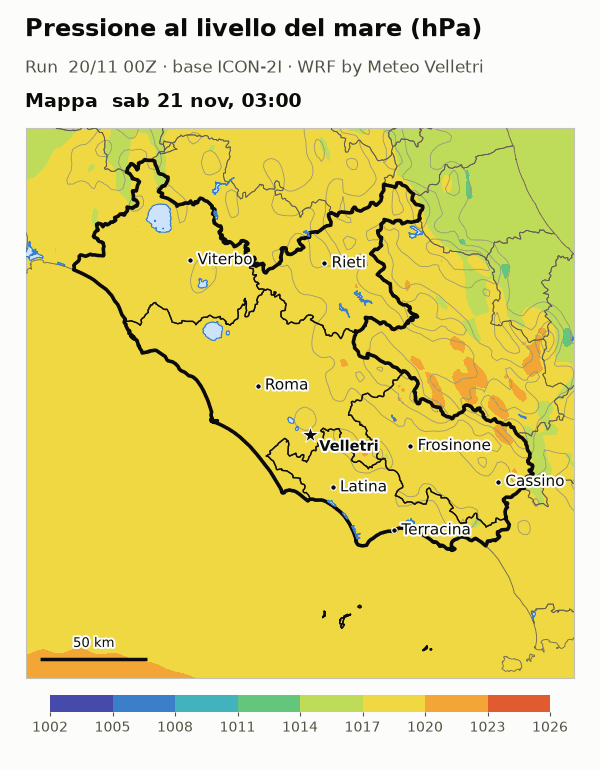 Pressione al livello del mare (hPa)
Run  20/11 00Z · base ICON-2I · WRF by Meteo Velletri
Mappa  sab 21 nov, 03:00
Viterbo
Rieti
Roma
Velletri
Frosinone
Cassino
Latina
Terracina
50 km
1002 1005 1008 1011 1014 1017 1020 1023 1026